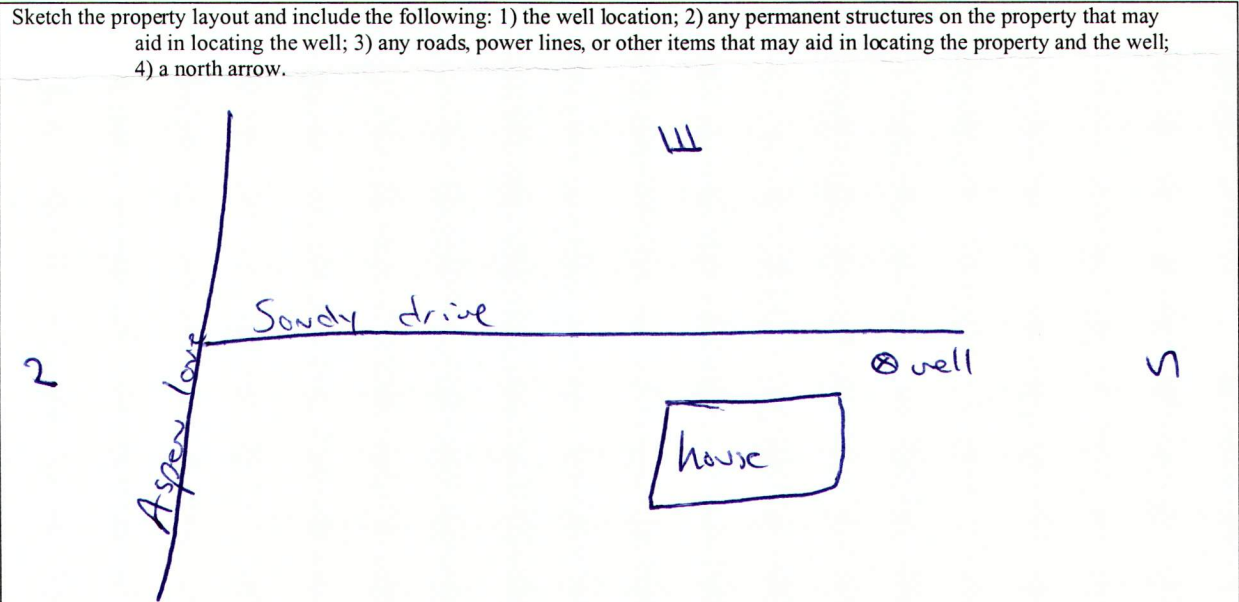 Sketch the property layout and include the following: 1) the well location; 2) any permanent structures on the property that may
aid in locating the well; 3) any roads, power lines, or other items that may aid in locating the property and the well;
4) a north arrow.
E
Sandy drive
N
Aspen lane
⊗ well
S
house